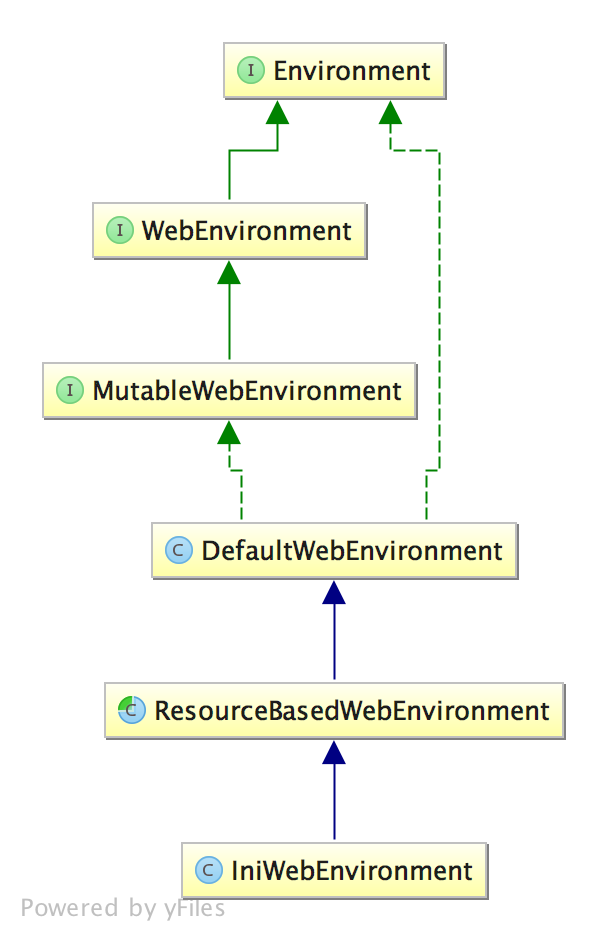 I Environment
I WebEnvironment
I MutableWebEnvironment
C DefaultWebEnvironment
C ResourceBasedWebEnvironment
C IniWebEnvironment
Powered by yFiles